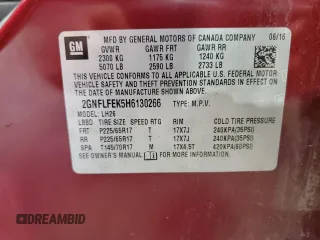 GM
MFD BY GENERAL MOTORS OF CANADA COMPANY 06/16
GVWR GAWR FRT GAWR RR
2300 KG 1175 KG 1240 KG
5070 LB 2590 LB 2733 LB
THIS VEHICLE CONFORMS TO ALL APPLICABLE U.S. FEDERAL
MOTOR VEHICLE SAFETY, BUMPER, AND THEFT PREVENTION
STANDARDS IN EFFECT ON THE DATE OF MANUFACTURE
SHOWN ABOVE.
2GNFLFEK5H6130266 TYPE: M.P.V.
MODEL: LH26
TIRE SIZE SPEED RTG RIM COLD TIRE PRESSURE
FRT P225/65R17 T 17X7J 240KPA(35PSI)
RR P225/65R17 T 17X7J 240KPA(35PSI)
SPA T145/70R17 M 17X4.5T 420KPA(60PSI)
SEE OWNER'S MANUAL
DREAMBID